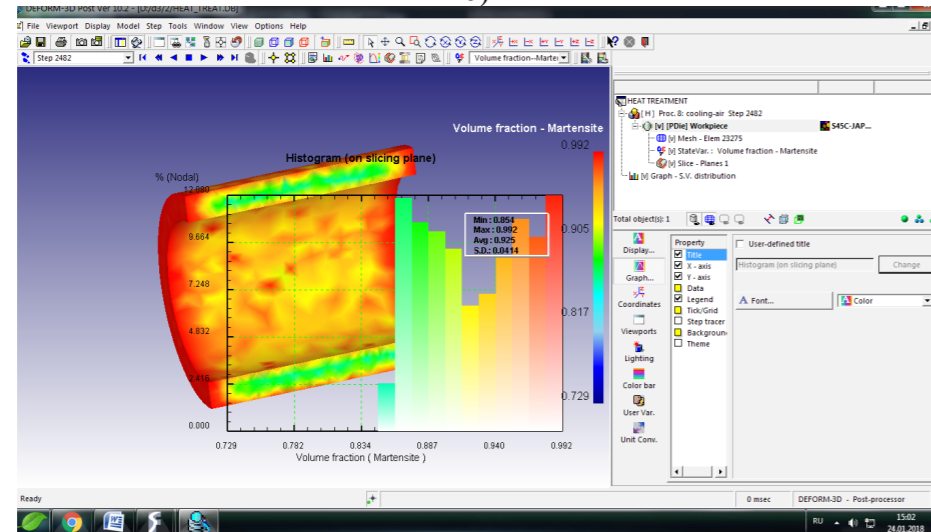 DEFORM-3D Post Ver 10.2 - [D:/d3/2/HEAT_TREAT.DB]
File Viewport Display Model Step Tools Window View Options Help
Step 2482
Volume fraction--Marter
Volume fraction - Martensite
0.992
0.905
0.817
0.729
Histogram (on slicing plane)
% (Nodal)
12.080
9.664
7.248
4.832
2.416
0.000
Min : 0.854
Max : 0.992
Avg : 0.925
S.D.: 0.0414
0.729 0.782 0.834 0.887 0.940 0.992
Volume fraction ( Martensite )
HEAT TREATMENT
[ H ] Proc. 8: cooling-air Step 2482
[v] [PDie] Workpiece
S45C-JAP...
[v] Mesh - Elem 23275
[v] StateVar. : Volume fraction - Martensite
[v] Slice - Planes 1
[v] Graph - S.V. distribution
Total object(s): 1
Display...
Graph...
Coordinates
Viewports
Lighting
Color bar
User Var.
Unit Conv.
Property
Title
X - axis
Y - axis
Data
Legend
Tick/Grid
Step tracer
Backgroun
Theme
User-defined title
Histogram (on slicing plane)
Change
A Font...
Color
Ready
0 msec
DEFORM-3D - Post-processor
RU
15:02
24.01.2018